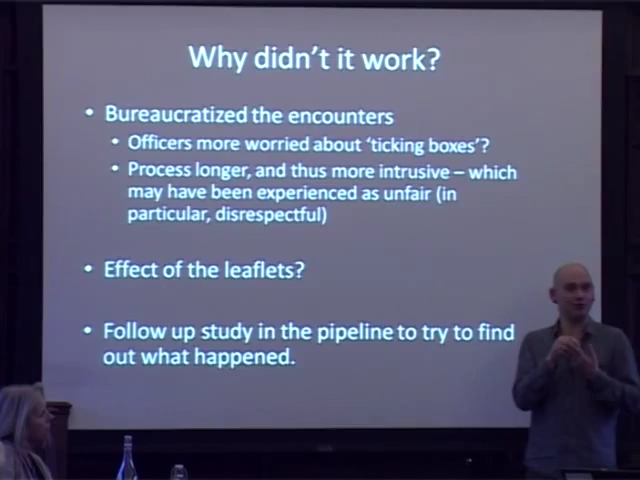 Why didn't it work?
• Bureaucratized the encounters
• Officers more worried about 'ticking boxes'?
• Process longer, and thus more intrusive – which
may have been experienced as unfair (in
particular, disrespectful)
• Effect of the leaflets?
• Follow up study in the pipeline to try to find
out what happened.